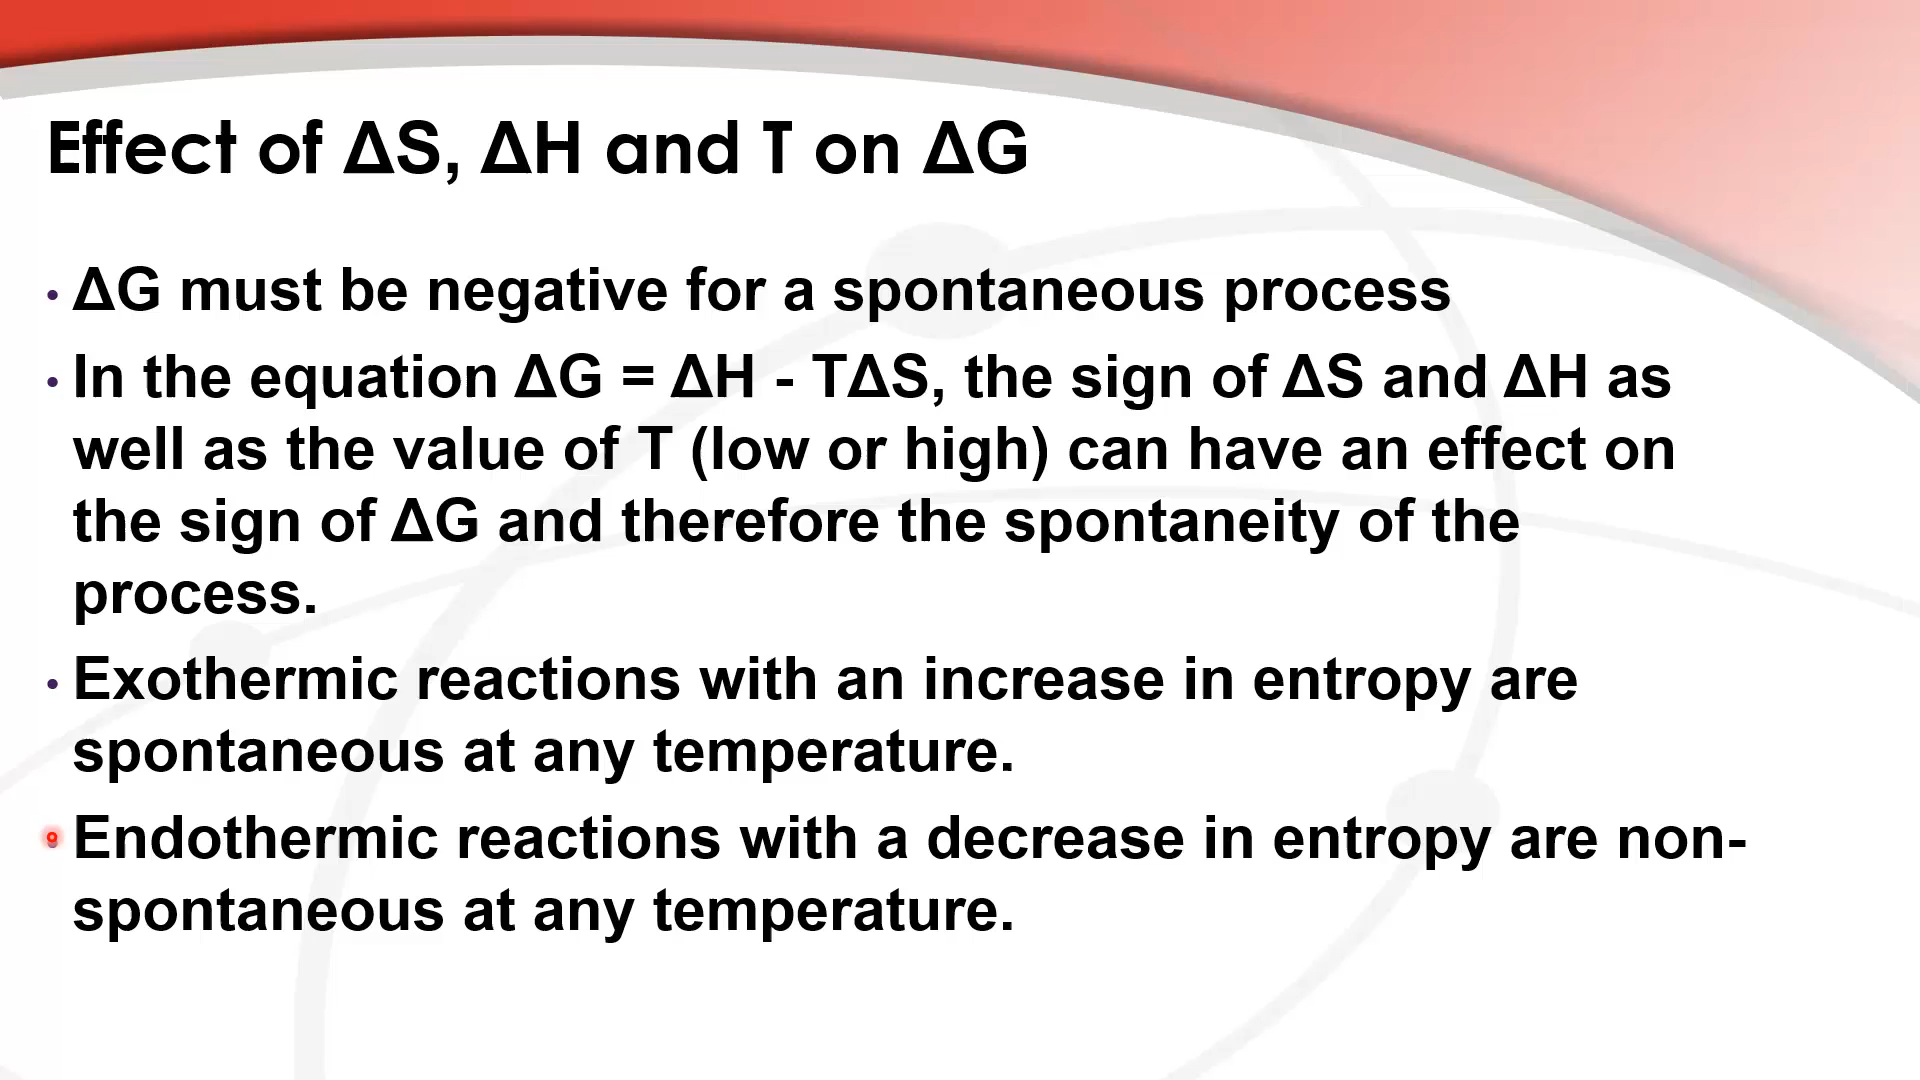 Effect of ΔS, ΔH and T on ΔG
• ΔG must be negative for a spontaneous process
• In the equation ΔG = ΔH - TΔS, the sign of ΔS and ΔH as
well as the value of T (low or high) can have an effect on
the sign of ΔG and therefore the spontaneity of the
process.
• Exothermic reactions with an increase in entropy are
spontaneous at any temperature.
• Endothermic reactions with a decrease in entropy are non-
spontaneous at any temperature.